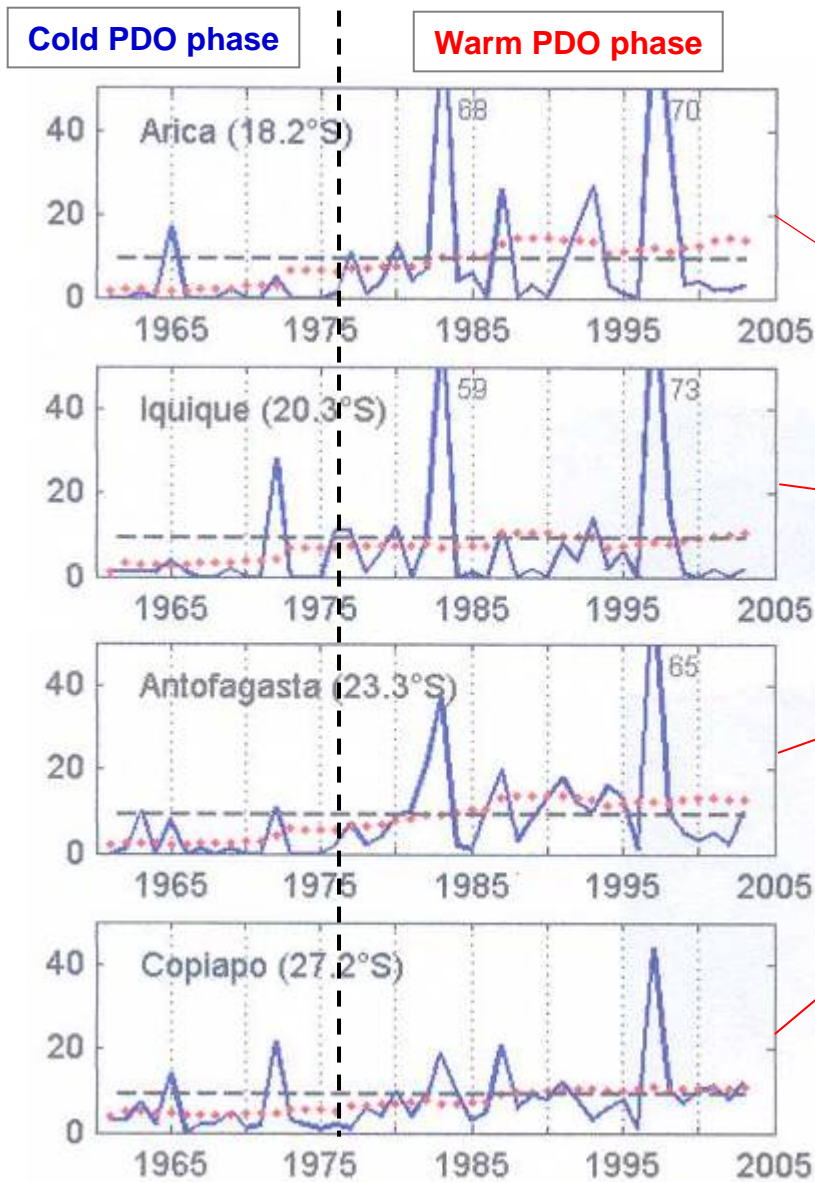 Cold PDO phase
Warm PDO phase
40
20
0
Arica (18.2°S)
68
70
1965 1975 1985 1995 2005
40
20
0
Iquique (20.3°S)
59
73
1965 1975 1985 1995 2005
40
20
0
Antofagasta (23.3°S)
65
1965 1975 1985 1995 2005
40
20
0
Copiapo (27.2°S)
1965 1975 1985 1995 2005